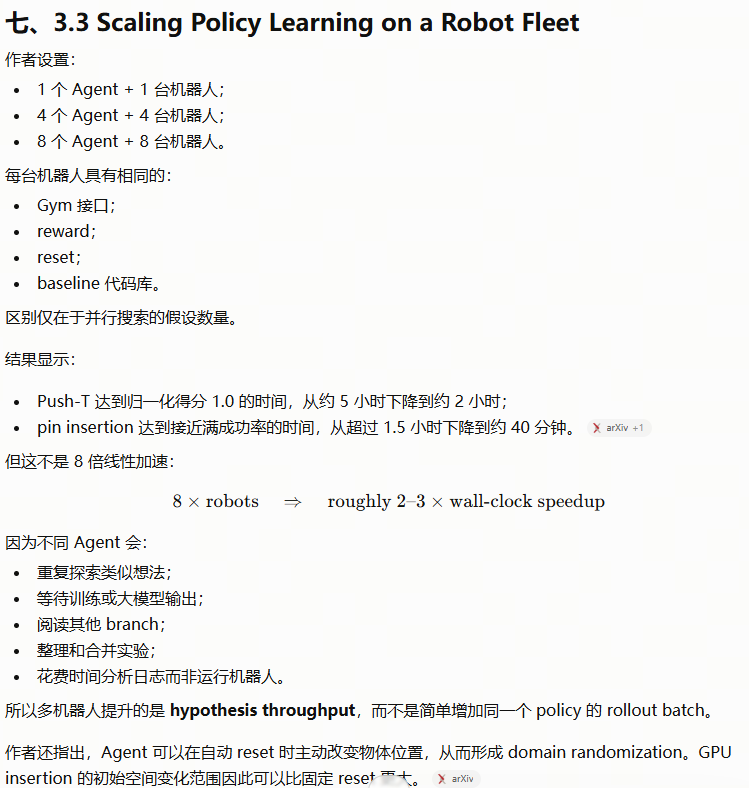 七、3.3 Scaling Policy Learning on a Robot Fleet
作者设置：
• 1 个 Agent + 1 台机器人；
• 4 个 Agent + 4 台机器人；
• 8 个 Agent + 8 台机器人。
每台机器人具有相同的：
• Gym 接口；
• reward；
• reset；
• baseline 代码库。
区别仅在于并行搜索的假设数量。
结果显示：
• Push-T 达到归一化得分 1.0 的时间，从约 5 小时下降到约 2 小时；
• pin insertion 达到接近满成功率的时间，从超过 1.5 小时下降到约 40 分钟。 arXiv +1
但这不是 8 倍线性加速：
8 × robots ⇒ roughly 2–3 × wall-clock speedup
因为不同 Agent 会：
• 重复探索类似想法；
• 等待训练或大模型输出；
• 阅读其他 branch；
• 整理和合并实验；
• 花费时间分析日志而非运行机器人。
所以多机器人提升的是 hypothesis throughput，而不是简单增加同一个 policy 的 rollout batch。
作者还指出，Agent 可以在自动 reset 时主动改变物体位置，从而形成 domain randomization。GPU
insertion 的初始空间变化范围因此可以比固定 reset 更大。 arXiv